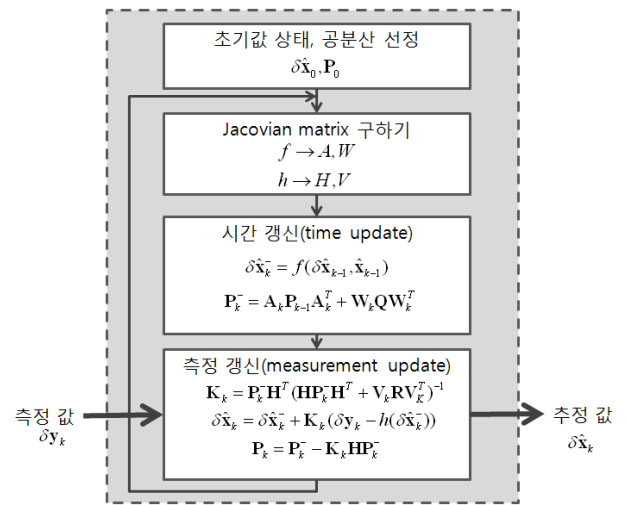 초기값 상태, 공분산 선정
δx̂₀,P₀
Jacovian matrix 구하기
f → A,W
h → H,V
시간 갱신(time update)
δx̂ₖ⁻ = f(δx̂ₖ₋₁,x̂ₖ₋₁)
Pₖ⁻ = AₖPₖ₋₁Aₖᵀ + WₖQWₖᵀ
측정 갱신(measurement update)
Kₖ = Pₖ⁻Hᵀ(HPₖ⁻Hᵀ + VₖRV_Kᵀ)⁻¹
δx̂ₖ = δx̂ₖ⁻ + Kₖ(δyₖ − h(δx̂ₖ⁻))
Pₖ = Pₖ⁻ − KₖHPₖ⁻
측정 값
δyₖ
추정 값
δx̂ₖ